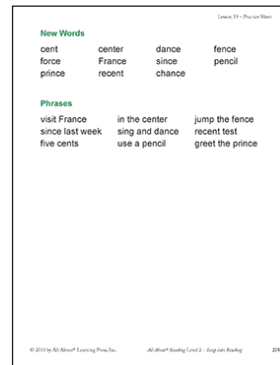 Lesson 19 – Practice Sheet
New Words
cent center dance fence
force France since pencil
prince recent chance
Phrases
visit France in the center jump the fence
since last week sing and dance recent test
five cents use a pencil greet the prince
© 2010 by All About® Learning Press, Inc. All About® Reading Level 2 – Leap into Reading